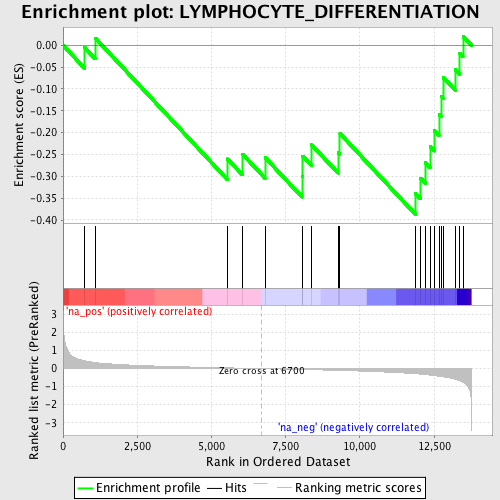 Enrichment plot: LYMPHOCYTE_DIFFERENTIATION
Enrichment score (ES)
0.00
-0.05
-0.10
-0.15
-0.20
-0.25
-0.30
-0.35
-0.40
'na_pos' (positively correlated)
Ranked list metric (PreRanked)
3
2
1
0
-1
-2
-3
Zero cross at 6700
'na_neg' (negatively correlated)
0 2,500 5,000 7,500 10,000 12,500
Rank in Ordered Dataset
Enrichment profile Hits Ranking metric scores